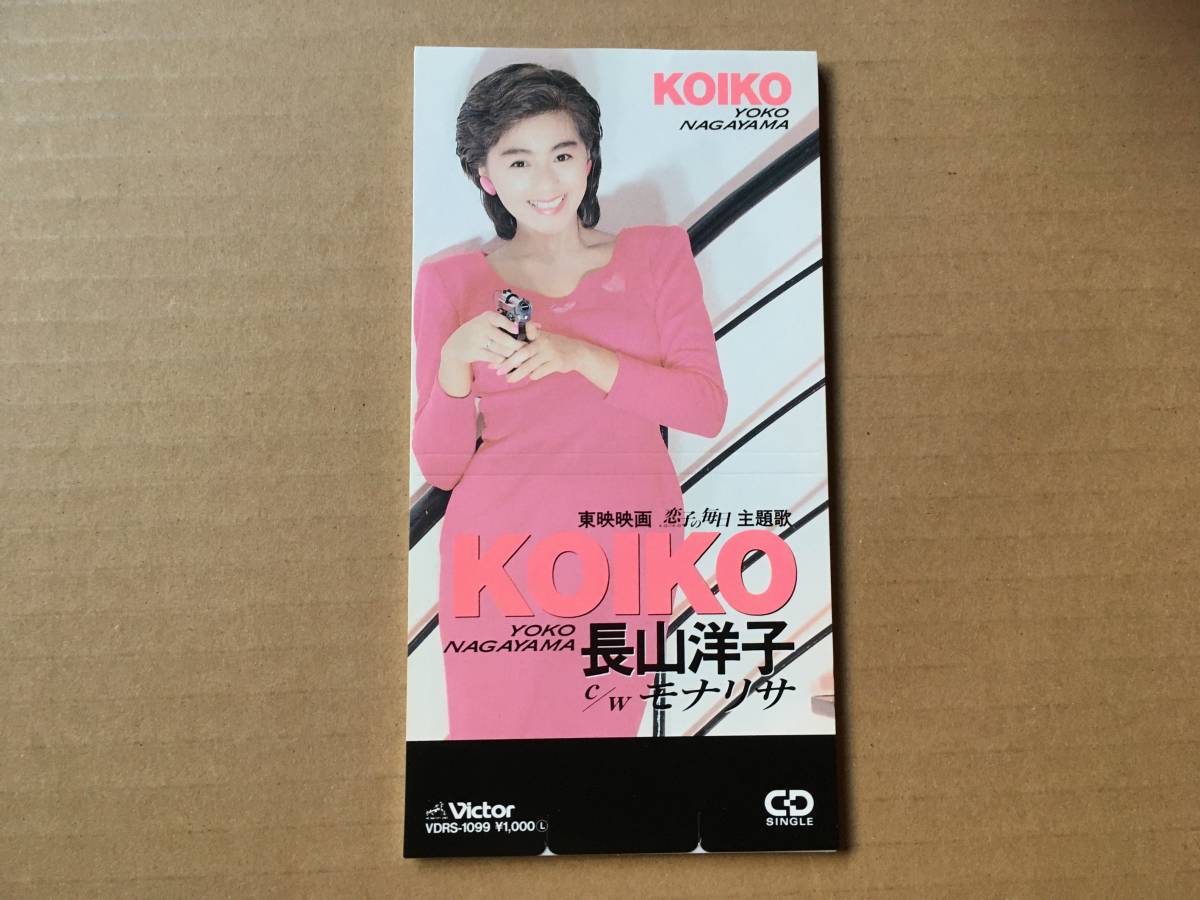 KOIKO
YOKO
NAGAYAMA
東映映画 恋子の毎日 主題歌
KOIKO
YOKO
NAGAYAMA 長山洋子
c/w モナリサ
Victor
VDRS-1099 ¥1,000 Ⓛ
CD
SINGLE